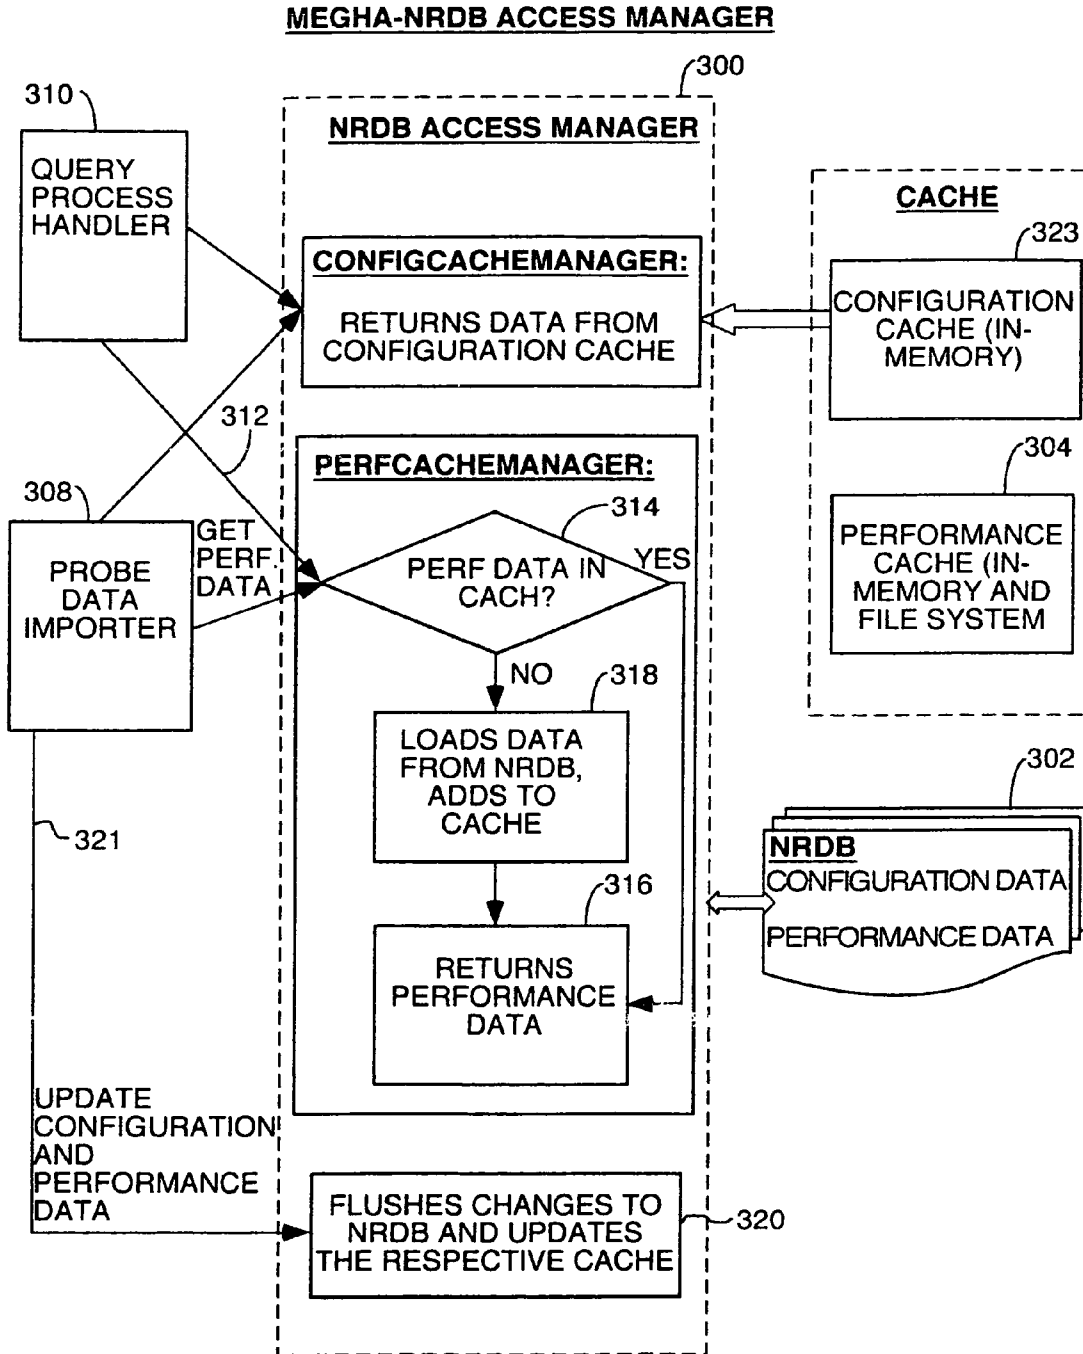 MEGHA-NRDB ACCESS MANAGER
300
310
NRDB ACCESS MANAGER
QUERY
PROCESS
HANDLER
CACHE
323
CONFIGCACHEMANAGER:
RETURNS DATA FROM
CONFIGURATION CACHE
CONFIGURATION
CACHE (IN-
MEMORY)
312
PERFCACHEMANAGER:
304
308
GET
PERF.
DATA
314
PERF DATA IN
CACH?
YES
PROBE
DATA
IMPORTER
PERFORMANCE
CACHE (IN-
MEMORY AND
FILE SYSTEM
NO
318
LOADS DATA
FROM NRDB,
ADDS TO
CACHE
302
321
NRDB
CONFIGURATION DATA
PERFORMANCE DATA
316
RETURNS
PERFORMANCE
DATA
UPDATE
CONFIGURATION
AND
PERFORMANCE
DATA
FLUSHES CHANGES TO
NRDB AND UPDATES
THE RESPECTIVE CACHE
320